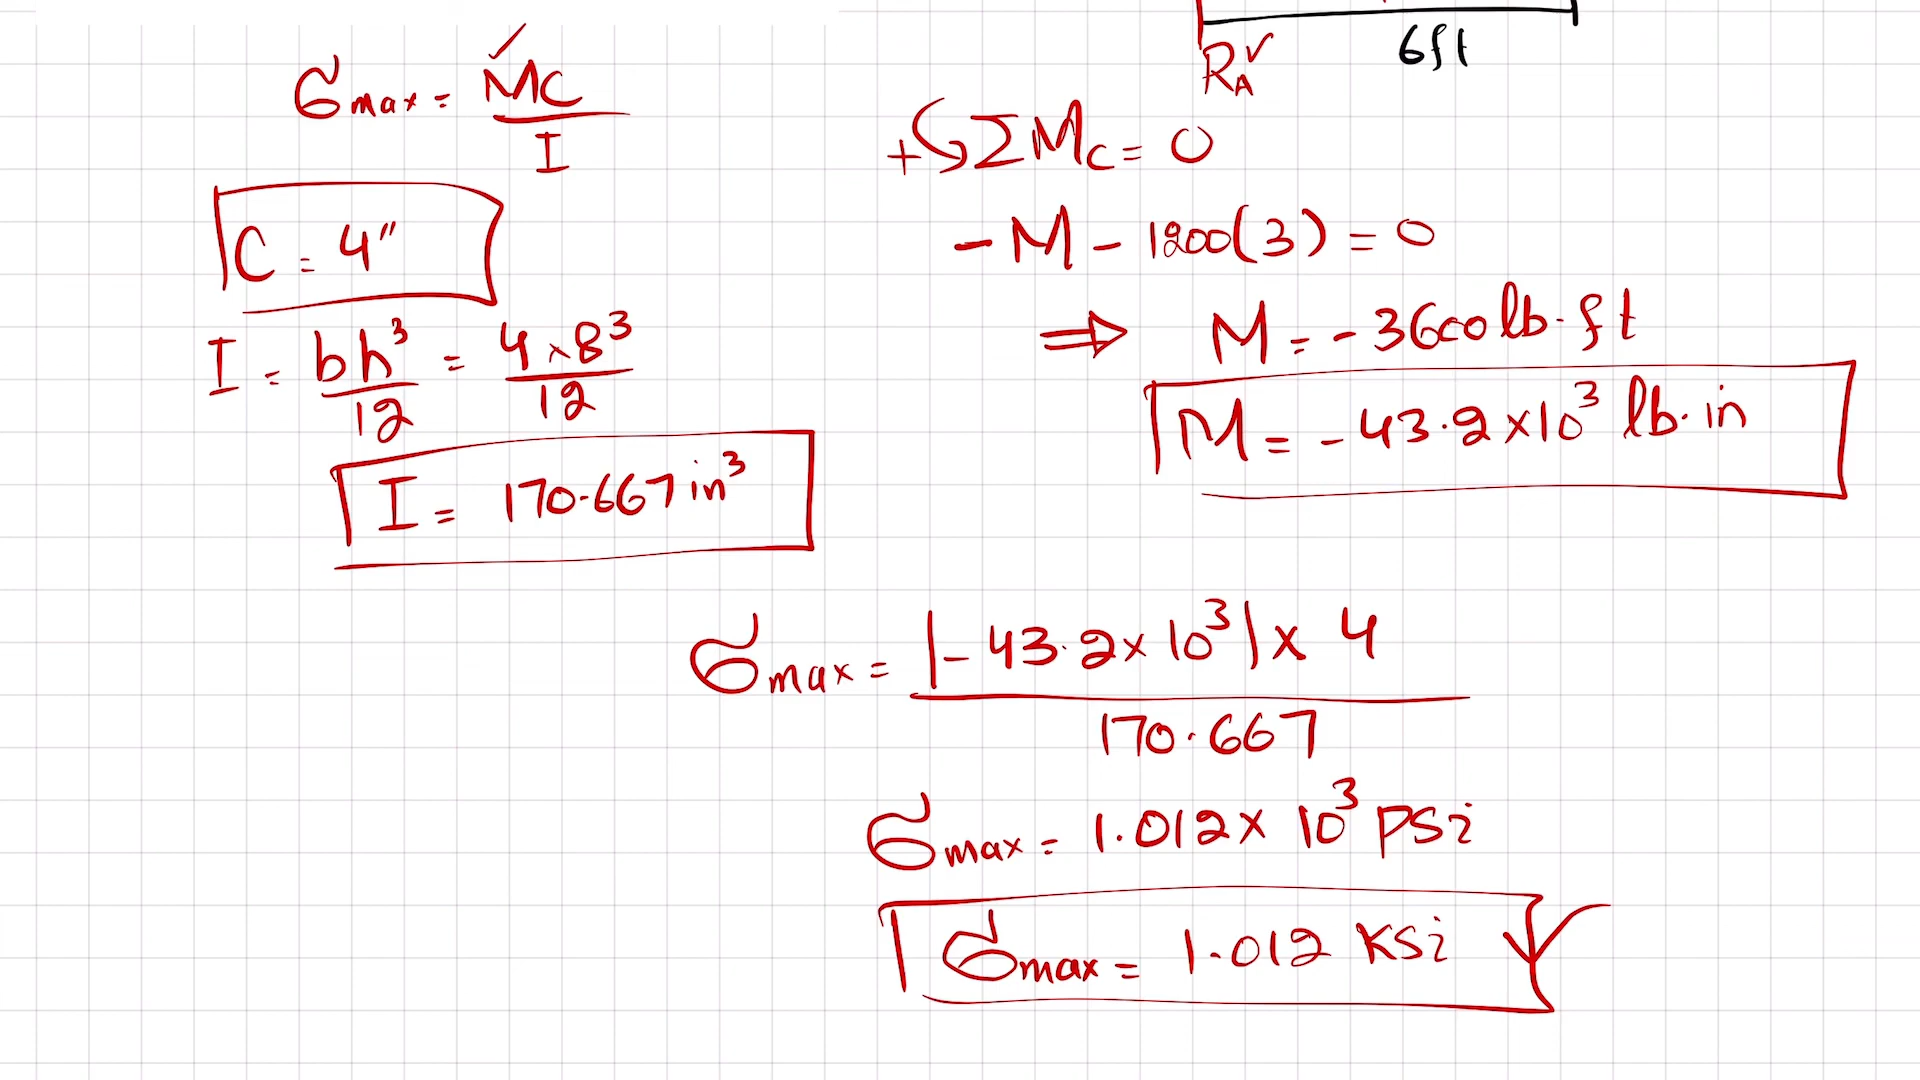 6ft
R_A
σmax = Mc/I
C = 4"
I = bh³/12 = 4×8³/12
I = 170.667 in³
+ ΣM_C = 0
-M - 1200(3) = 0
⇒ M = -3600 lb·ft
M = -43.2×10³ lb·in
σmax = |-43.2×10³|×4/170.667
σmax = 1.012×10³ PSi
σmax = 1.012 KSi